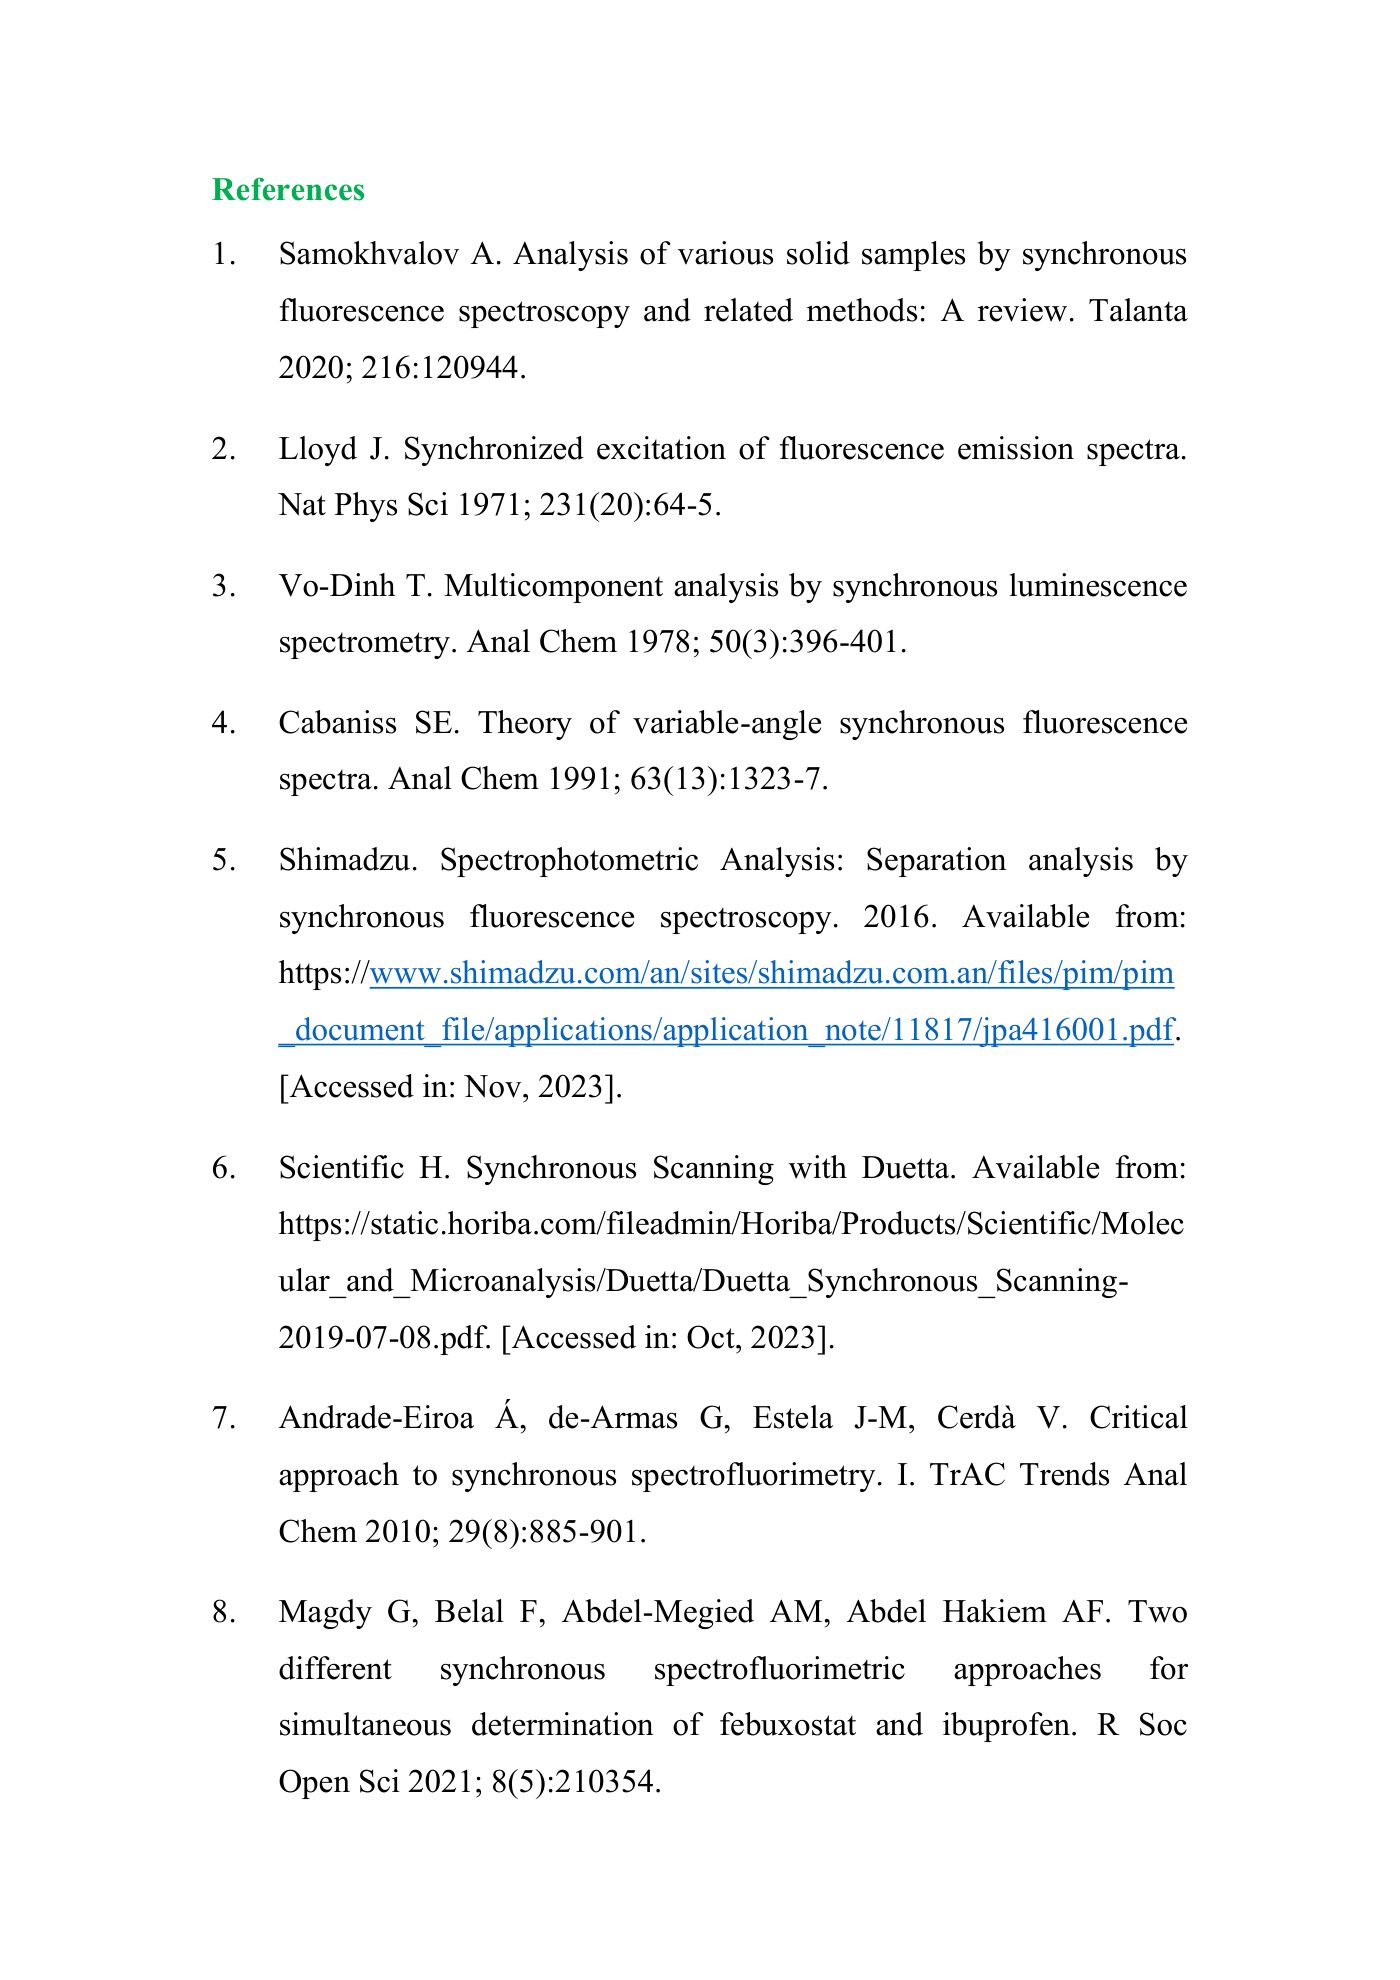 References
1. Samokhvalov A. Analysis of various solid samples by synchronous
fluorescence spectroscopy and related methods: A review. Talanta
2020; 216:120944.
2. Lloyd J. Synchronized excitation of fluorescence emission spectra.
Nat Phys Sci 1971; 231(20):64-5.
3. Vo-Dinh T. Multicomponent analysis by synchronous luminescence
spectrometry. Anal Chem 1978; 50(3):396-401.
4. Cabaniss SE. Theory of variable-angle synchronous fluorescence
spectra. Anal Chem 1991; 63(13):1323-7.
5. Shimadzu. Spectrophotometric Analysis: Separation analysis by
synchronous fluorescence spectroscopy. 2016. Available from:
https://www.shimadzu.com/an/sites/shimadzu.com.an/files/pim/pim
_document_file/applications/application_note/11817/jpa416001.pdf.
[Accessed in: Nov, 2023].
6. Scientific H. Synchronous Scanning with Duetta. Available from:
https://static.horiba.com/fileadmin/Horiba/Products/Scientific/Molec
ular_and_Microanalysis/Duetta/Duetta_Synchronous_Scanning-
2019-07-08.pdf. [Accessed in: Oct, 2023].
7. Andrade-Eiroa Á, de-Armas G, Estela J-M, Cerdà V. Critical
approach to synchronous spectrofluorimetry. I. TrAC Trends Anal
Chem 2010; 29(8):885-901.
8. Magdy G, Belal F, Abdel-Megied AM, Abdel Hakiem AF. Two
different synchronous spectrofluorimetric approaches for
simultaneous determination of febuxostat and ibuprofen. R Soc
Open Sci 2021; 8(5):210354.